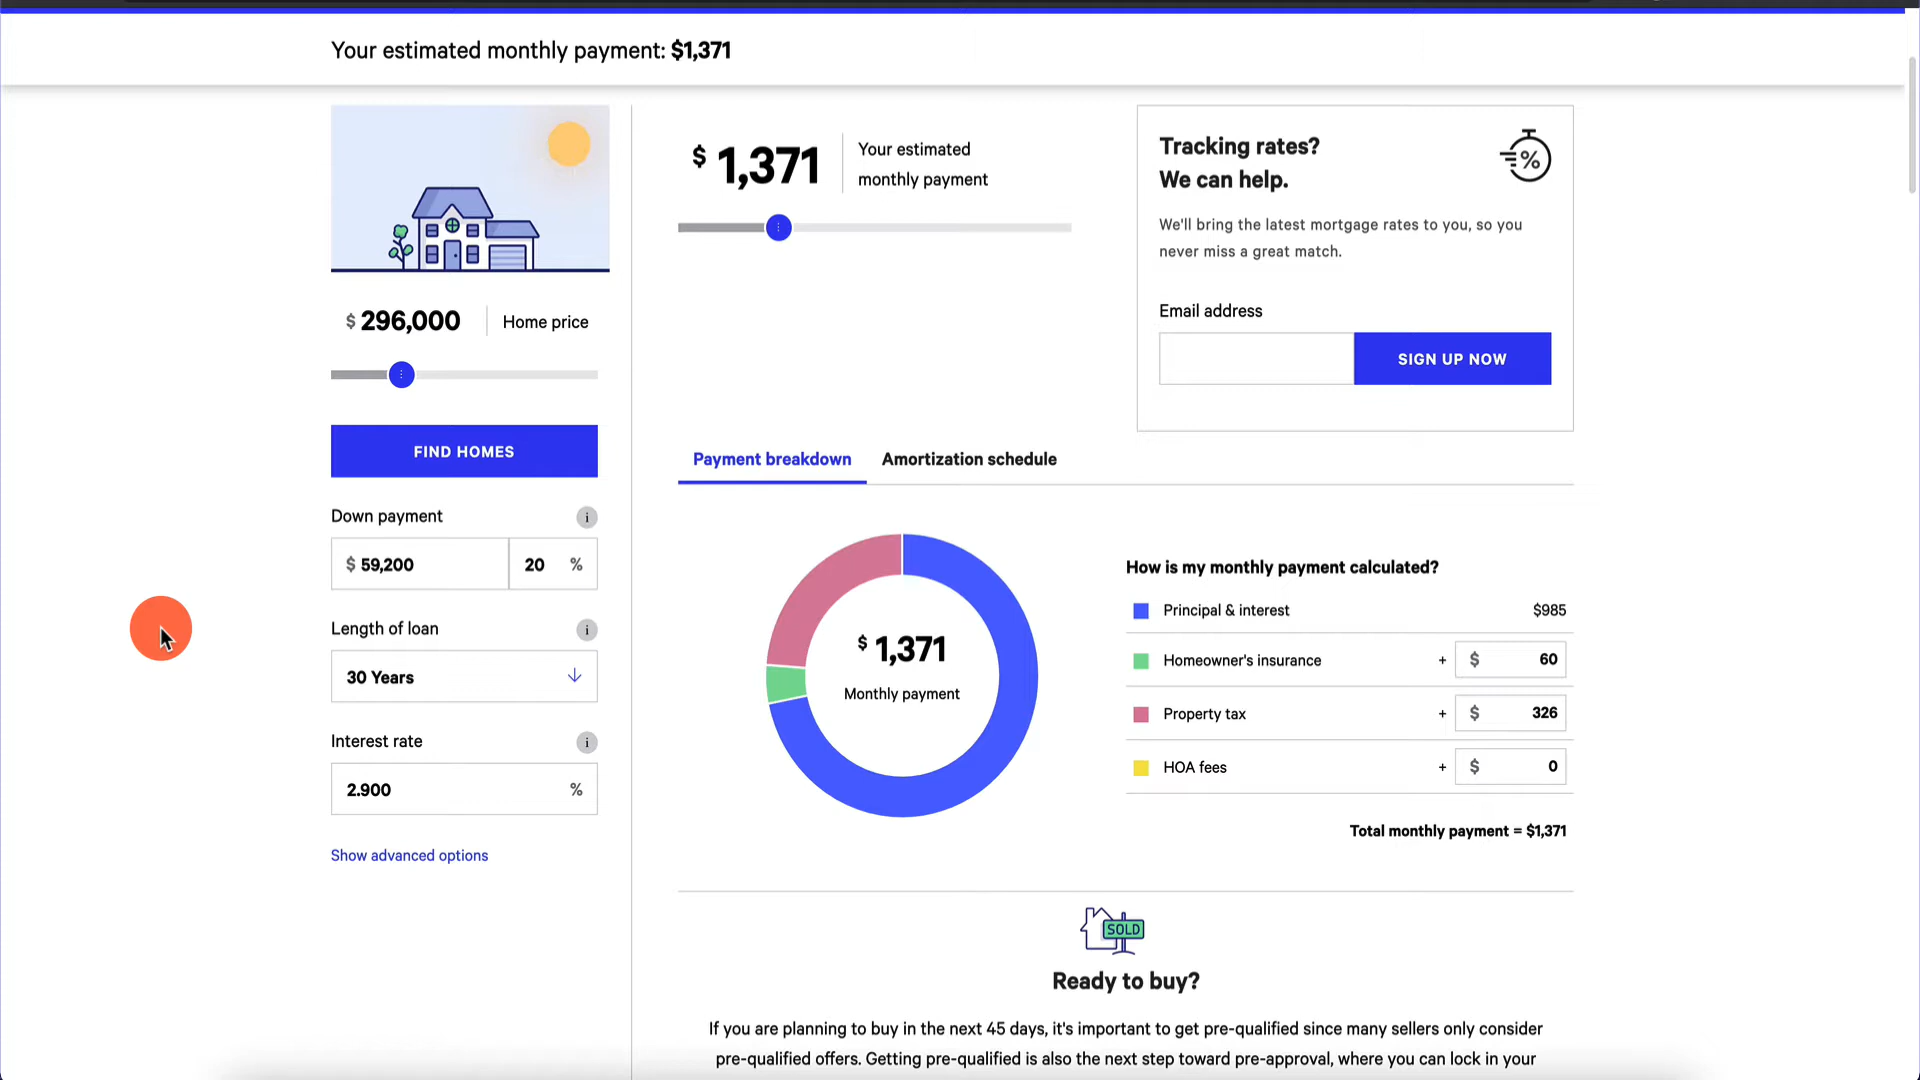 Your estimated monthly payment: $1,371
$ 296,000 Home price
FIND HOMES
Down payment i
$ 59,200 20 %
Length of loan i
30 Years
Interest rate i
2.900 %
Show advanced options
$ 1,371 Your estimated
monthly payment
Tracking rates?
We can help.
%
We'll bring the latest mortgage rates to you, so you
never miss a great match.
Email address
SIGN UP NOW
Payment breakdown Amortization schedule
$ 1,371
Monthly payment
How is my monthly payment calculated?
Principal & interest $985
Homeowner's insurance + $ 60
Property tax + $ 326
HOA fees + $ 0
Total monthly payment = $1,371
SOLD
Ready to buy?
If you are planning to buy in the next 45 days, it's important to get pre-qualified since many sellers only consider
pre-qualified offers. Getting pre-qualified is also the next step toward pre-approval, where you can lock in your